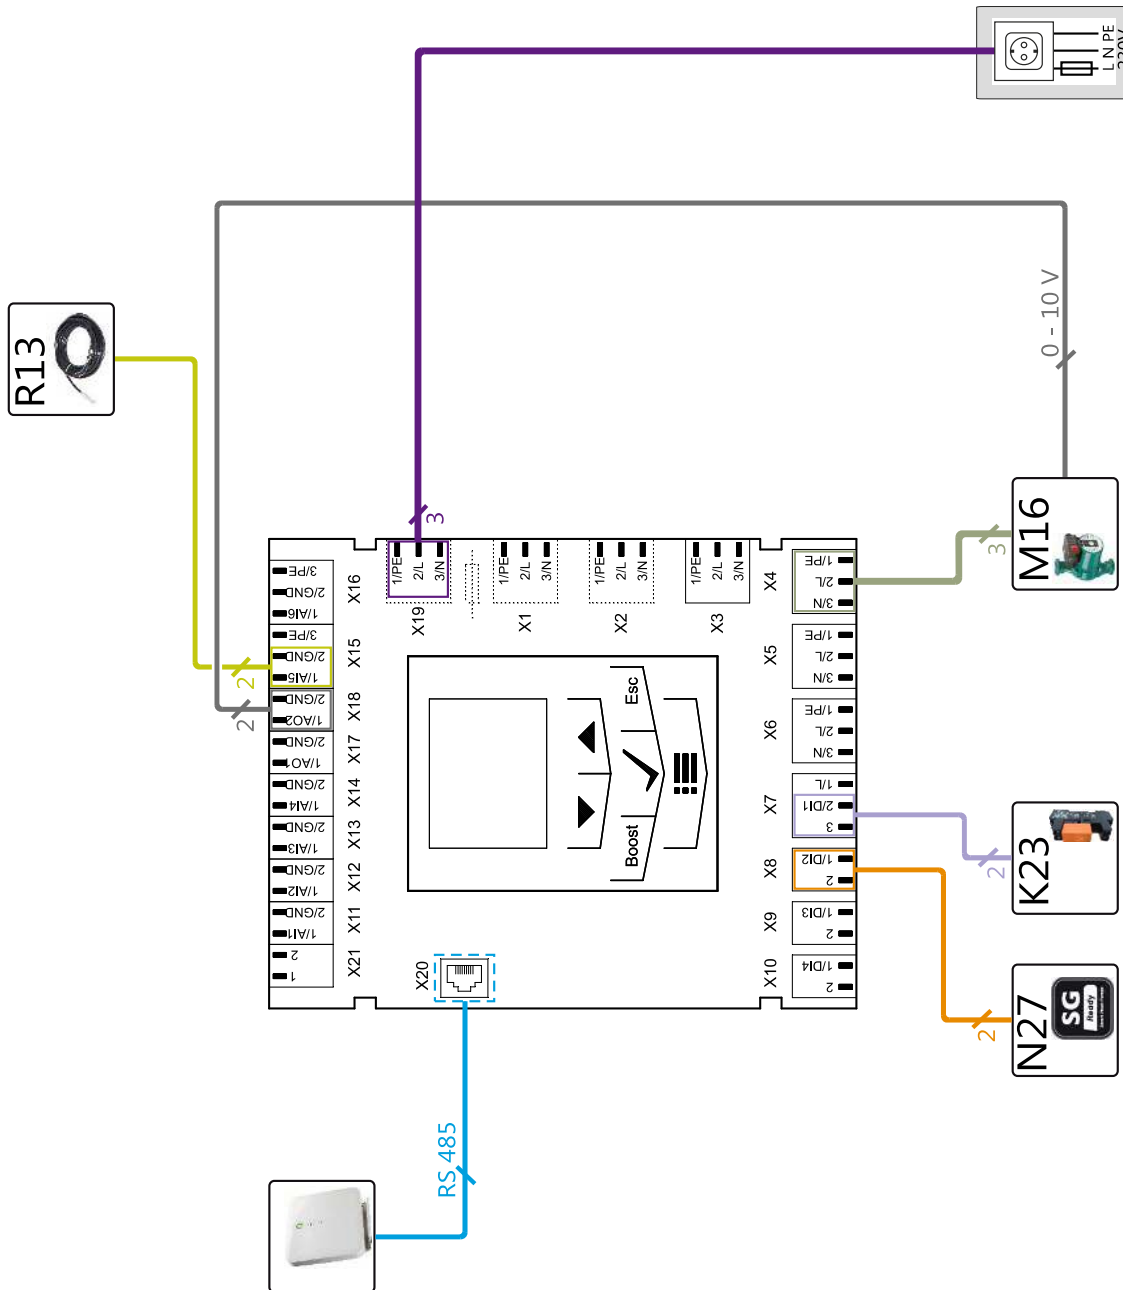 L N PE
230V
R13
0 - 10 V
2
2
3
3
M16
3/PE
2/GND
1/AI6
X16
3/PE
2/GND
1/AI5
X15
2/GND
1/AO2
X18
2/GND
1/AO1
X17
2/GND
1/AI4
X14
2/GND
1/AI3
X13
2/GND
1/AI2
X12
2/GND
1/AI1
X11
2
1
X21
1/PE
2/L
3/N
X19
1/PE
2/L
3/N
X1
1/PE
2/L
3/N
X2
1/PE
2/L
3/N
X3
X4
1/PE
2/L
3/N
X5
1/PE
2/L
3/N
X6
1/PE
2/L
3/N
X7
1/L
2/DI1
3
X8
1/DI2
2
X9
1/DI3
2
X10
1/DI4
2
Esc
Boost
X20
2
K23
2
N27
SG
Ready
RS 485